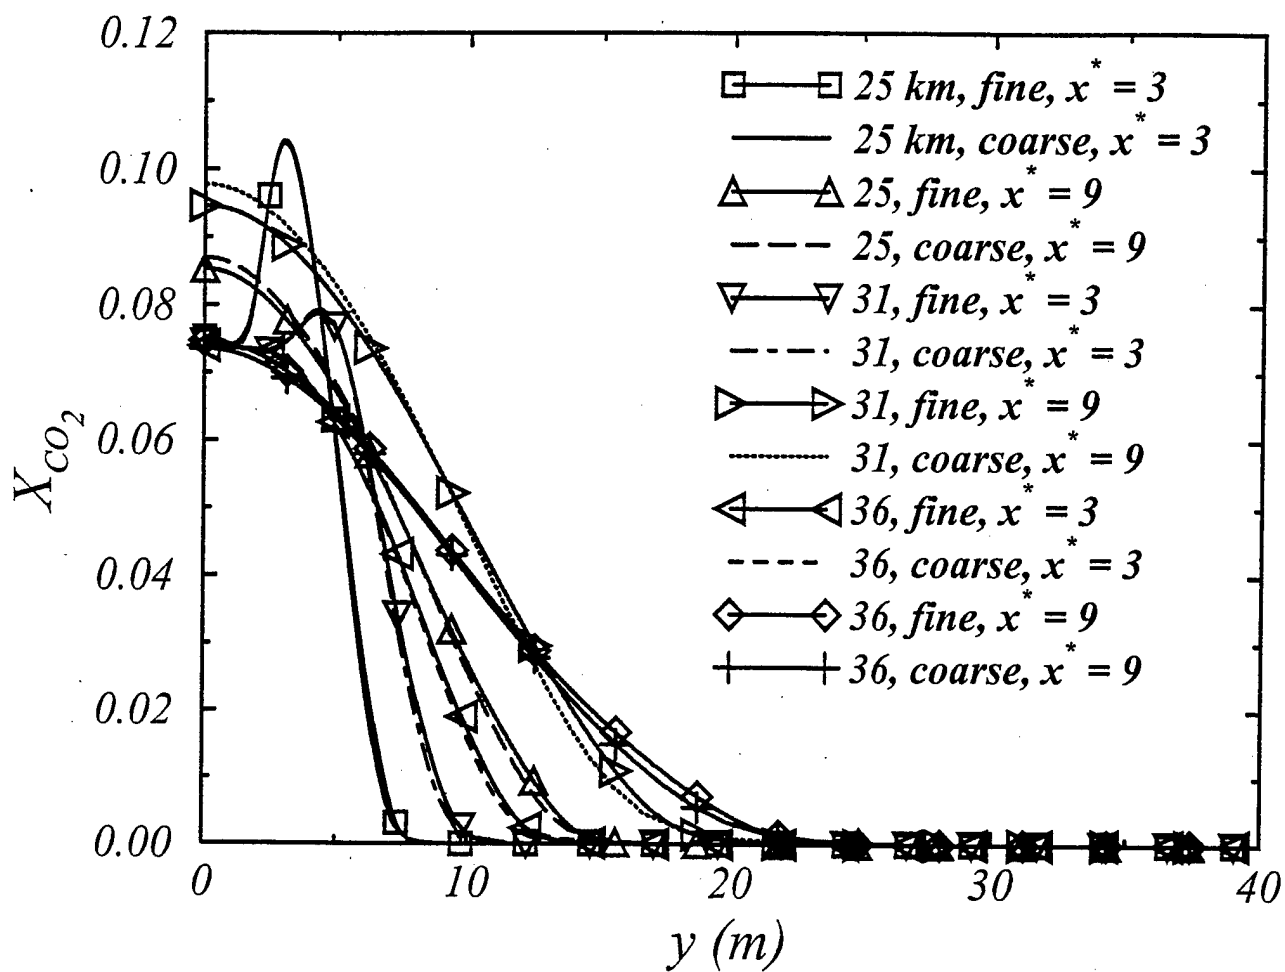 0.12
0.10
0.08
0.06
0.04
0.02
0.00
X_{CO_2}
0
10
20
30
40
y (m)
25 km, fine, x* = 3
25 km, coarse, x* = 3
25, fine, x* = 9
25, coarse, x* = 9
31, fine, x* = 3
31, coarse, x* = 3
31, fine, x* = 9
31, coarse, x* = 9
36, fine, x* = 3
36, coarse, x* = 3
36, fine, x* = 9
36, coarse, x* = 9